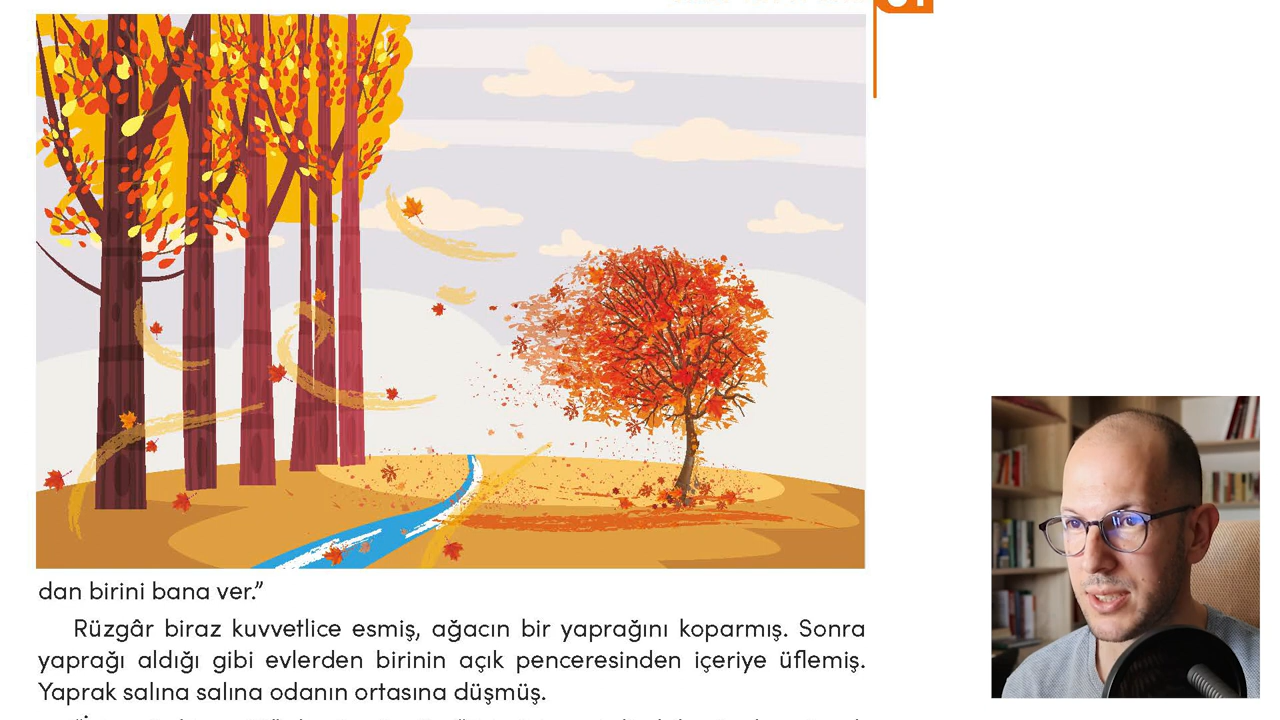 dan birini bana ver.”
Rüzgâr biraz kuvvetlice esmiş, ağacın bir yaprağını koparmış. Sonra
yaprağı aldığı gibi evlerden birinin açık penceresinden içeriye üflemiş.
Yaprak salına salına odanın ortasına düşmüş.